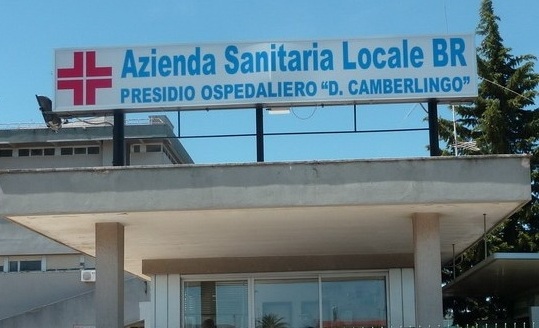 Azienda Sanitaria Locale BR
PRESIDIO OSPEDALIERO "D. CAMBERLINGO"